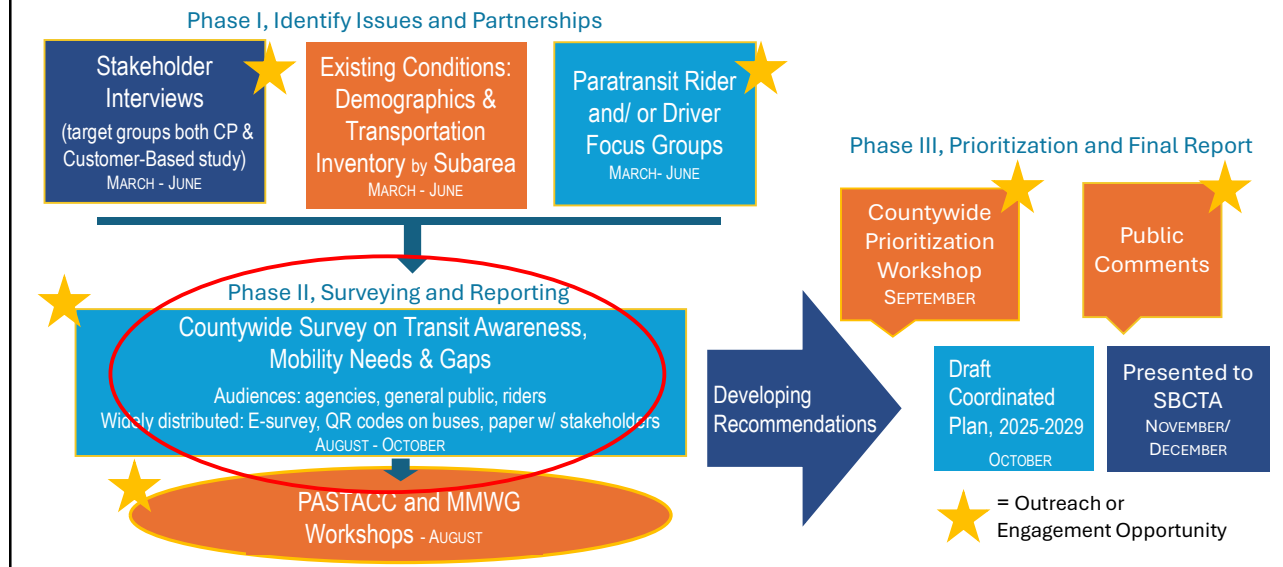 Phase I, Identify Issues and Partnerships
Stakeholder
Interviews
(target groups both CP &
Customer-Based study)
MARCH - JUNE
Existing Conditions:
Demographics &
Transportation
Inventory by Subarea
MARCH - JUNE
Paratransit Rider
and/ or Driver
Focus Groups
MARCH- JUNE
Phase II, Surveying and Reporting
Countywide Survey on Transit Awareness,
Mobility Needs & Gaps
Audiences: agencies, general public, riders
Widely distributed: E-survey, QR codes on buses, paper w/ stakeholders
AUGUST - OCTOBER
PASTACC and MMWG
Workshops - AUGUST
Developing
Recommendations
Phase III, Prioritization and Final Report
Countywide
Prioritization
Workshop
SEPTEMBER
Public
Comments
Draft
Coordinated
Plan, 2025-2029
OCTOBER
Presented to
SBCTA
NOVEMBER/
DECEMBER
= Outreach or
Engagement Opportunity